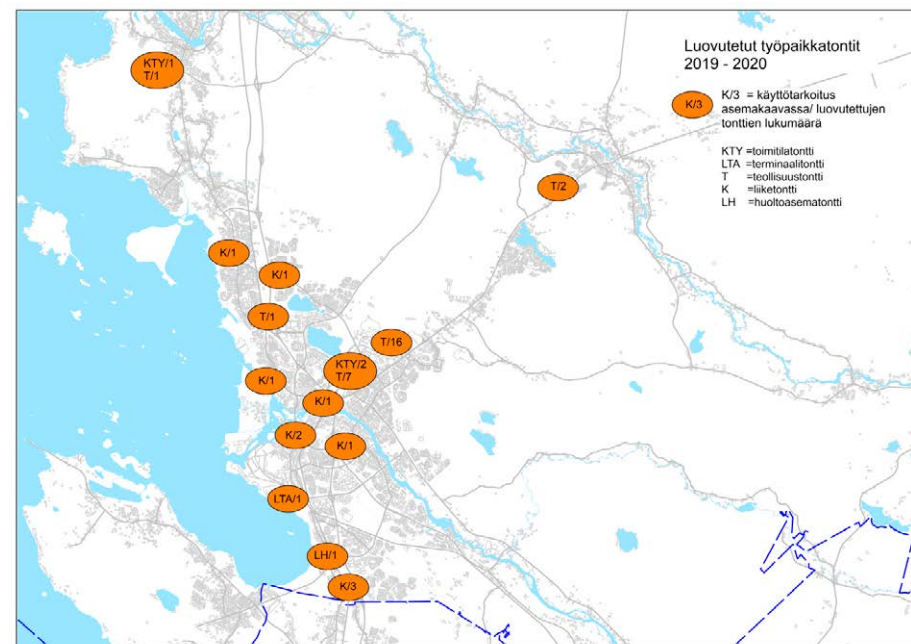 Luovutetut työpaikkatontit
2019 - 2020
K/3
K/3 = käyttötarkoitus
asemakaavassa/ luovutettujen
tonttien lukumäärä
KTY =toimitilatontti
LTA =terminaalitontti
T =teollisuustontti
K =liiketontti
LH =huoltoasematontti
KTY/1
T/1
T/2
K/1
K/1
T/1
T/16
KTY/2
T/7
K/1
K/1
K/2
K/1
LTA/1
LH/1
K/3